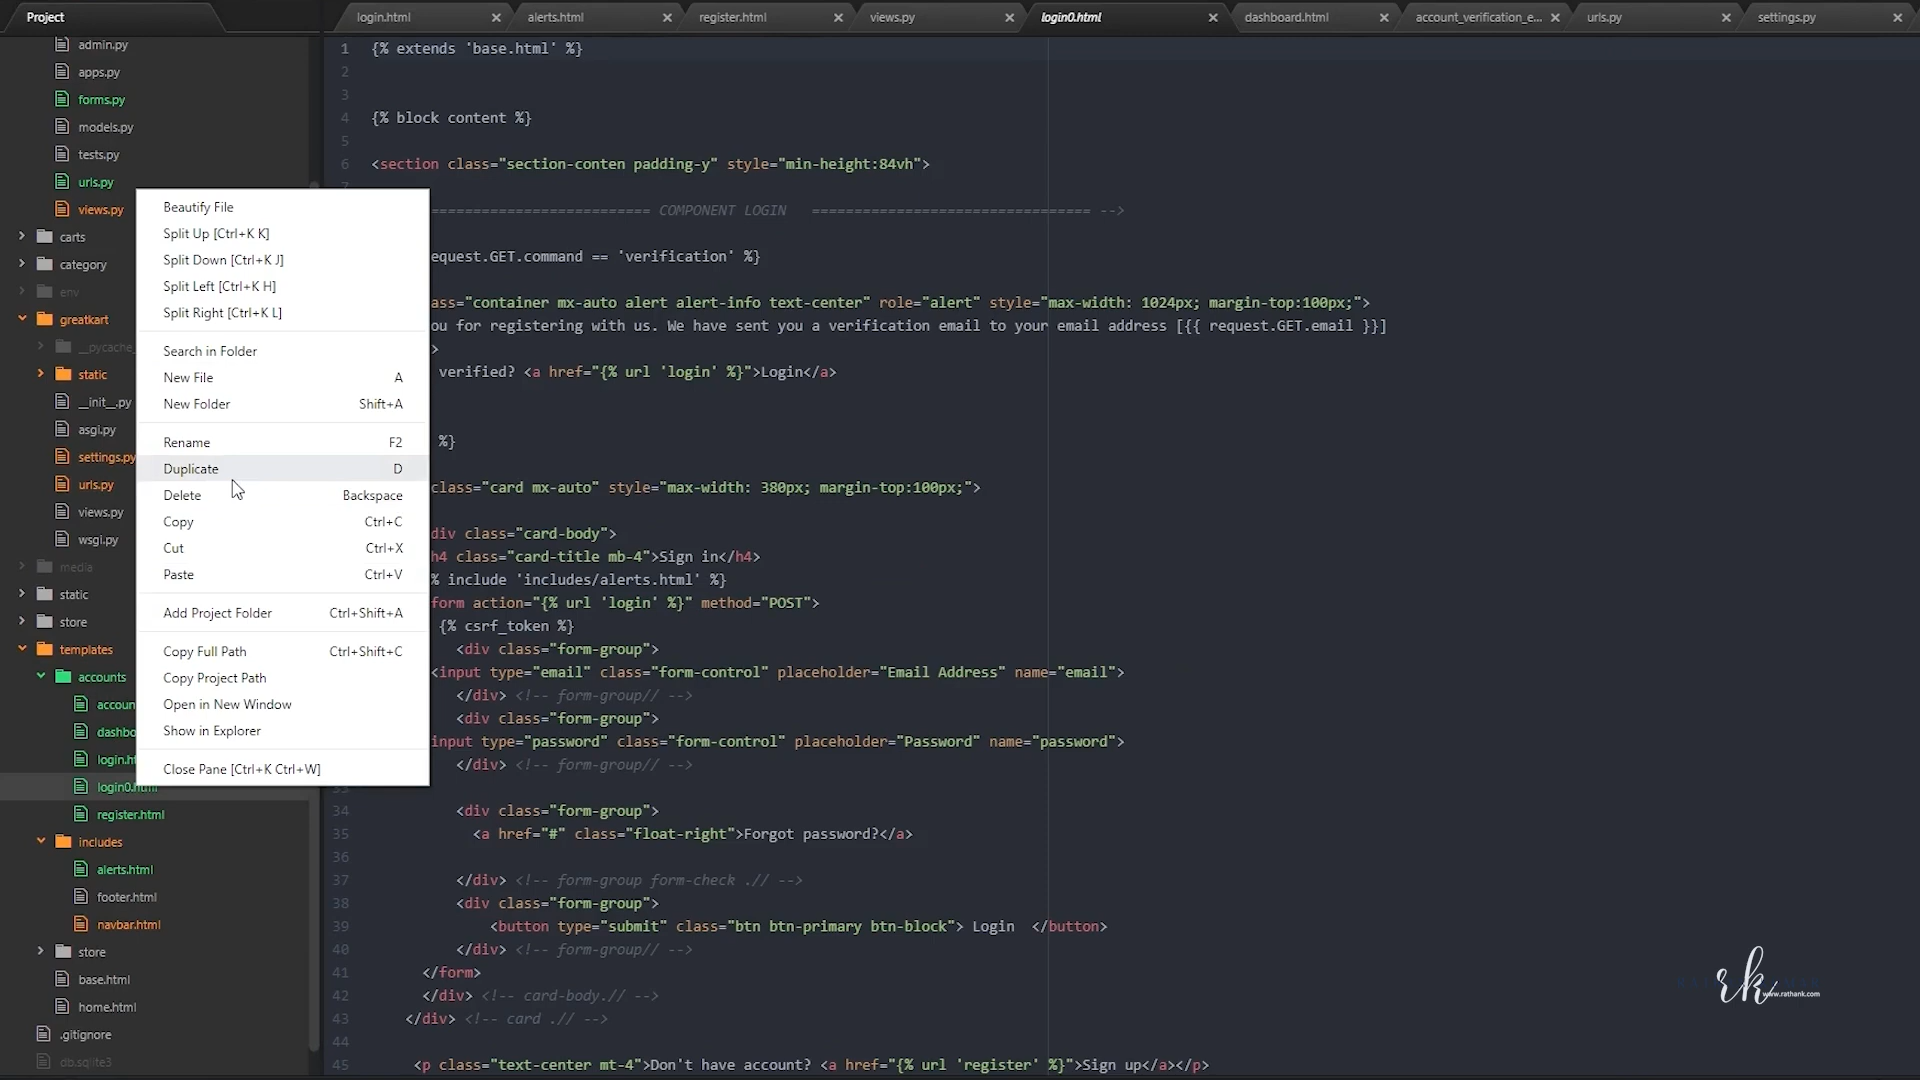 Project
login.html
alerts.html
register.html
views.py
login0.html
dashboard.html
account_verification_e...
urls.py
settings.py
admin.py
apps.py
forms.py
models.py
tests.py
urls.py
views.py
carts
category
env
greatkart
__pycache_
static
__init__.py
asgi.py
settings.py
urls.py
views.py
wsgi.py
media
static
store
templates
accounts
accoun
dashbo
login.ht
login0.html
register.html
includes
alerts.html
footer.html
navbar.html
store
base.html
home.html
.gitignore
db.sqlite3
Beautify File
Split Up [Ctrl+K K]
Split Down [Ctrl+K J]
Split Left [Ctrl+K H]
Split Right [Ctrl+K L]
Search in Folder
New File A
New Folder Shift+A
Rename F2
Duplicate D
Delete Backspace
Copy Ctrl+C
Cut Ctrl+X
Paste Ctrl+V
Add Project Folder Ctrl+Shift+A
Copy Full Path Ctrl+Shift+C
Copy Project Path
Open in New Window
Show in Explorer
Close Pane [Ctrl+K Ctrl+W]
1 {% extends 'base.html' %}
2
3
4 {% block content %}
5
6 <section class="section-conten padding-y" style="min-height:84vh">
7
========================== COMPONENT LOGIN ================================= -->
equest.GET.command == 'verification' %}
ass="container mx-auto alert alert-info text-center" role="alert" style="max-width: 1024px; margin-top:100px;">
ou for registering with us. We have sent you a verification email to your email address [{{ request.GET.email }}]
>
verified? <a href="{% url 'login' %}">Login</a>
%}
class="card mx-auto" style="max-width: 380px; margin-top:100px;">
div class="card-body">
h4 class="card-title mb-4">Sign in</h4>
% include 'includes/alerts.html' %}
form action="{% url 'login' %}" method="POST">
{% csrf_token %}
<div class="form-group">
<input type="email" class="form-control" placeholder="Email Address" name="email">
</div> <!-- form-group// -->
<div class="form-group">
input type="password" class="form-control" placeholder="Password" name="password">
</div> <!-- form-group// -->
33
34 <div class="form-group">
35 <a href="#" class="float-right">Forgot password?</a>
36
37 </div> <!-- form-group form-check .// -->
38 <div class="form-group">
39 <button type="submit" class="btn btn-primary btn-block"> Login  </button>
40 </div> <!-- form-group// -->
41 </form>
42 </div> <!-- card-body.// -->
43 </div> <!-- card .// -->
44
45 <p class="text-center mt-4">Don't have account? <a href="{% url 'register' %}">Sign up</a></p>
rk
www.rathank.com